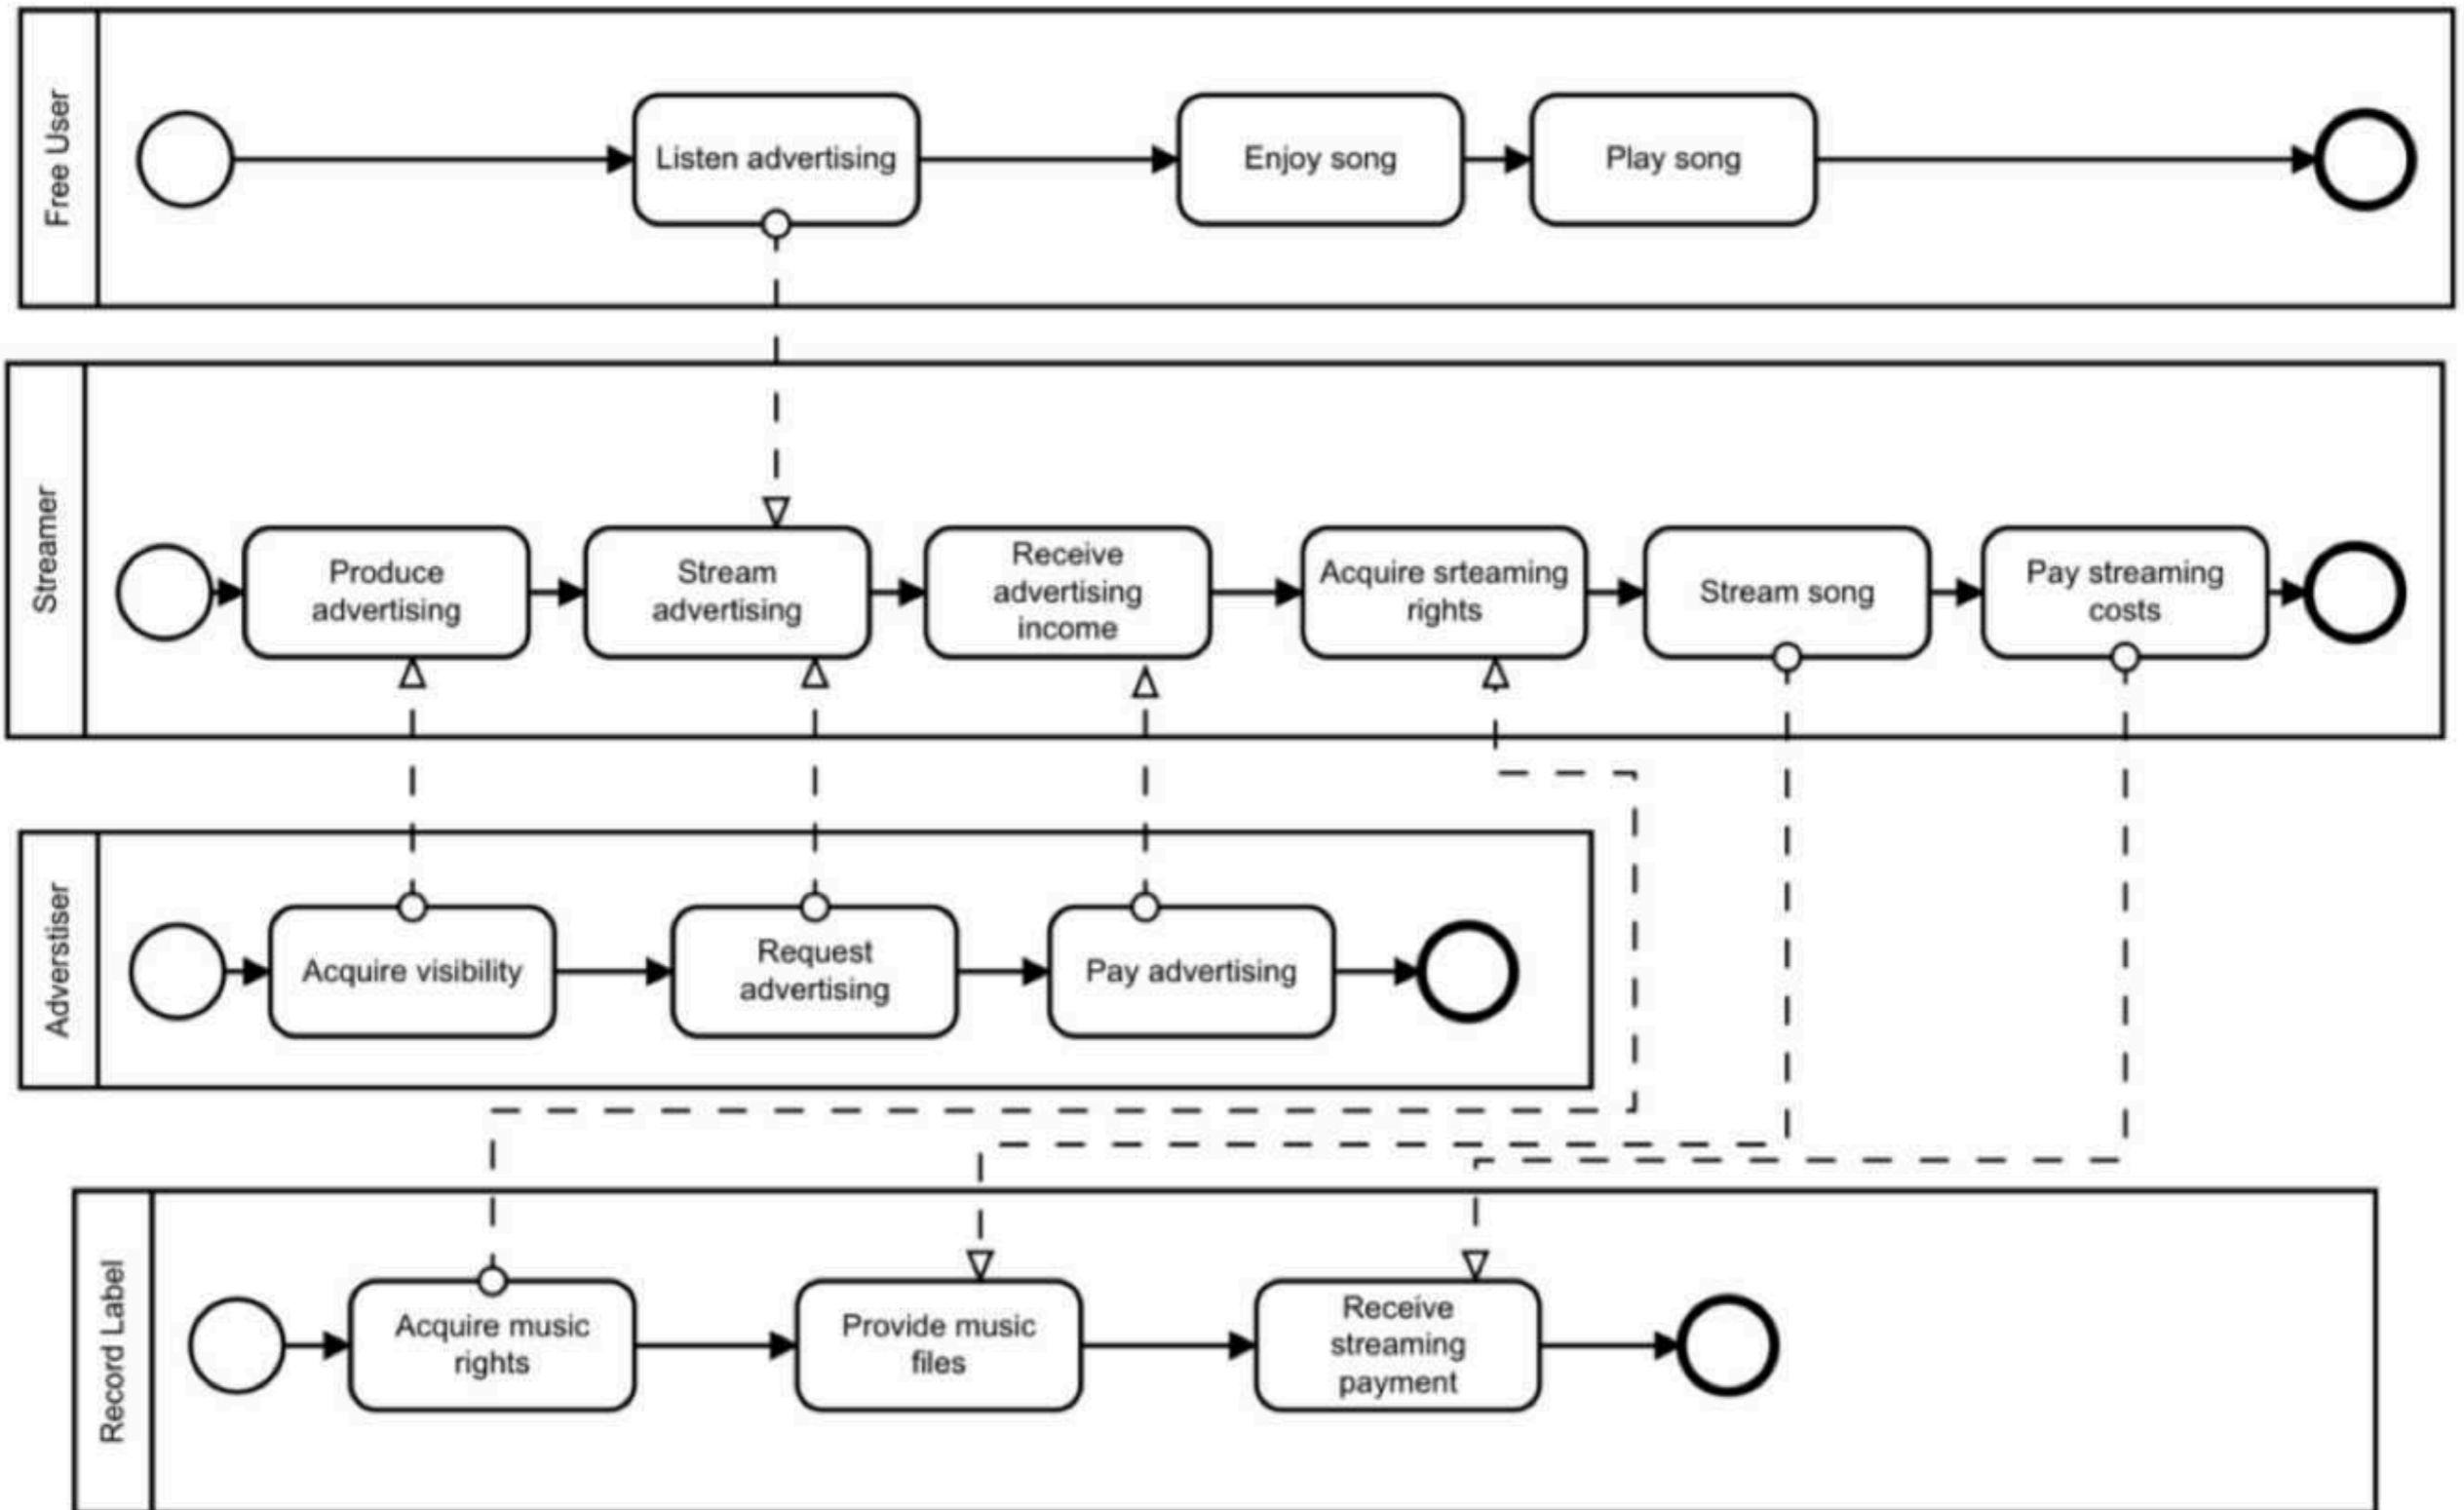 Free User
Listen advertising
Enjoy song
Play song
Streamer
Produce
advertising
Stream
advertising
Receive
advertising
income
Acquire srteaming
rights
Stream song
Pay streaming
costs
Adverstiser
Acquire visibility
Request
advertising
Pay advertising
Record Label
Acquire music
rights
Provide music
files
Receive
streaming
payment